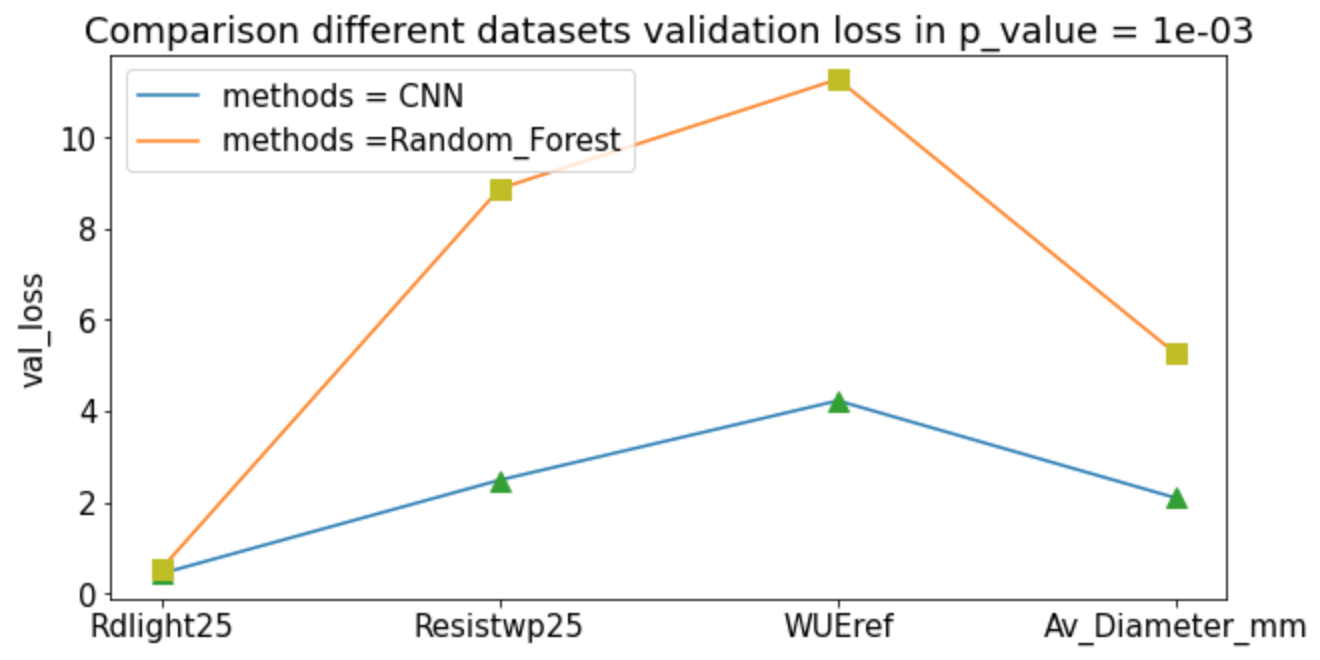 Comparison different datasets validation loss in p_value = 1e-03
methods = CNN
methods =Random_Forest
val_loss
10
8
6
4
2
0
Rdlight25 Resistwp25 WUEref Av_Diameter_mm